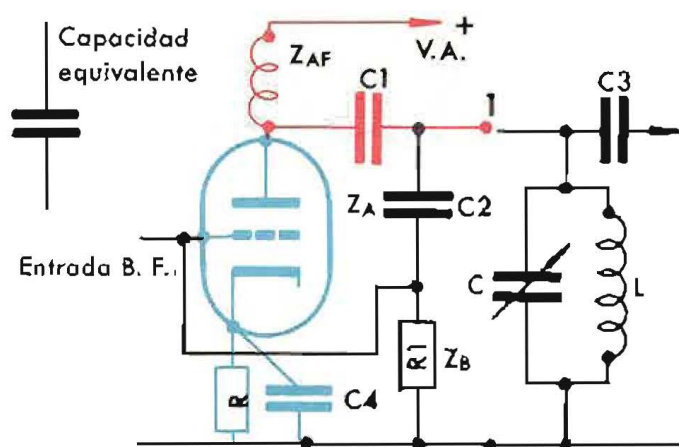 Capacidad
equivalente
ZAF
+
V.A.
C1
1
C3
ZA
C2
Entrada B. F.
C
L
R1
ZB
R
C4